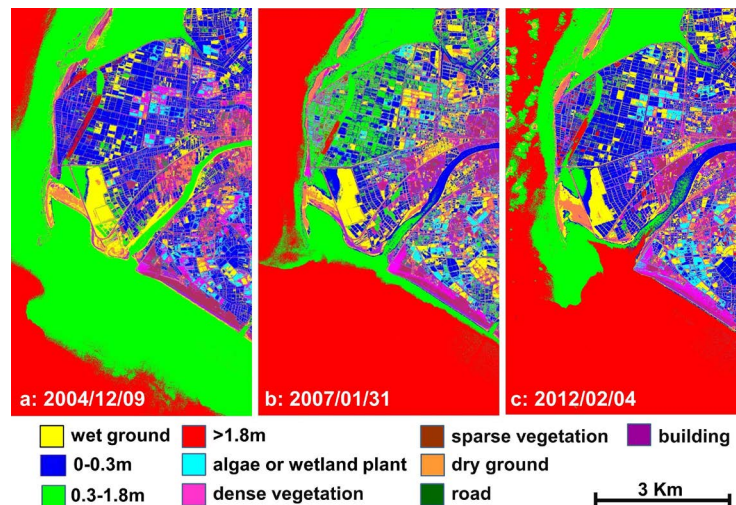 a: 2004/12/09 b: 2007/01/31 c: 2012/02/04
wet ground >1.8m sparse vegetation building
0-0.3m algae or wetland plant dry ground
0.3-1.8m dense vegetation road
3 Km